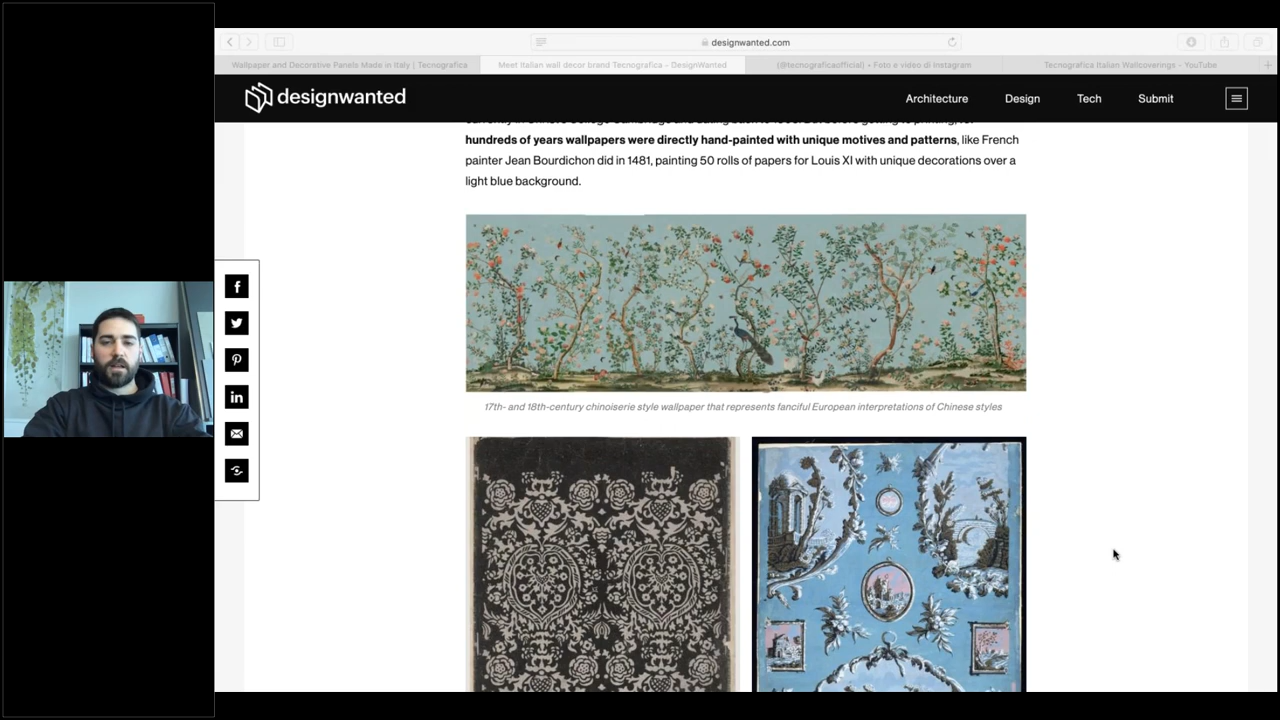 designwanted.com
Wallpaper and Decorative Panels Made in Italy | Tecnografica
Meet Italian wall decor brand Tecnografica - DesignWanted
(@tecnograficaofficial) • Foto e video di Instagram
Tecnografica Italian Wallcoverings - YouTube
designwanted
Architecture
Design
Tech
Submit
hundreds of years wallpapers were directly hand-painted with unique motives and patterns, like French
painter Jean Bourdichon did in 1481, painting 50 rolls of papers for Louis XI with unique decorations over a
light blue background.
17th- and 18th-century chinoiserie style wallpaper that represents fanciful European interpretations of Chinese styles